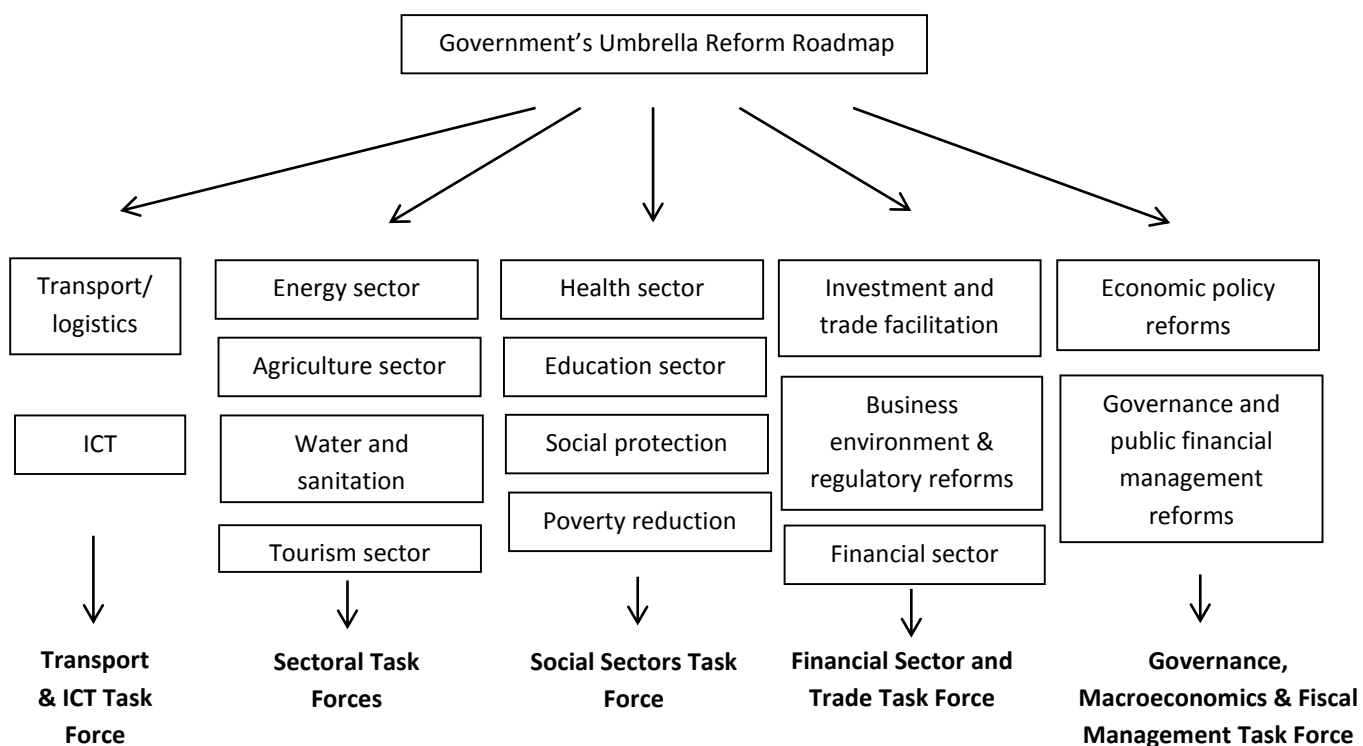 Government’s Umbrella Reform Roadmap
Transport/
logistics
ICT
Transport
& ICT Task
Force
Energy sector
Agriculture sector
Water and
sanitation
Tourism sector
Sectoral Task
Forces
Health sector
Education sector
Social protection
Poverty reduction
Social Sectors Task
Force
Investment and
trade facilitation
Business
environment &
regulatory reforms
Financial sector
Financial Sector and
Trade Task Force
Economic policy
reforms
Governance and
public financial
management
reforms
Governance,
Macroeconomics & Fiscal
Management Task Force